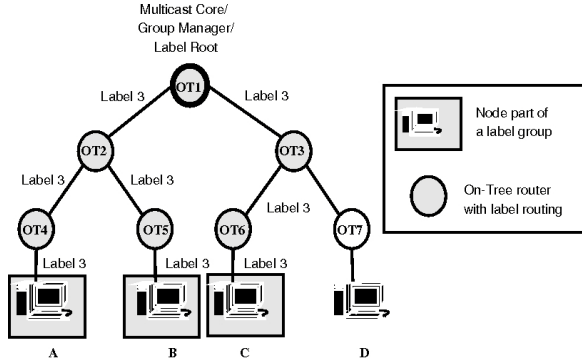 Multicast Core/
Group Manager/
Label Root
OT1
Label 3
Label 3
OT2
OT3
Label 3
Label 3
Label 3
OT4
OT5
OT6
OT7
Label 3
Label 3
Label 3
A
B
C
D
Node part of
a label group
On-Tree router
with label routing